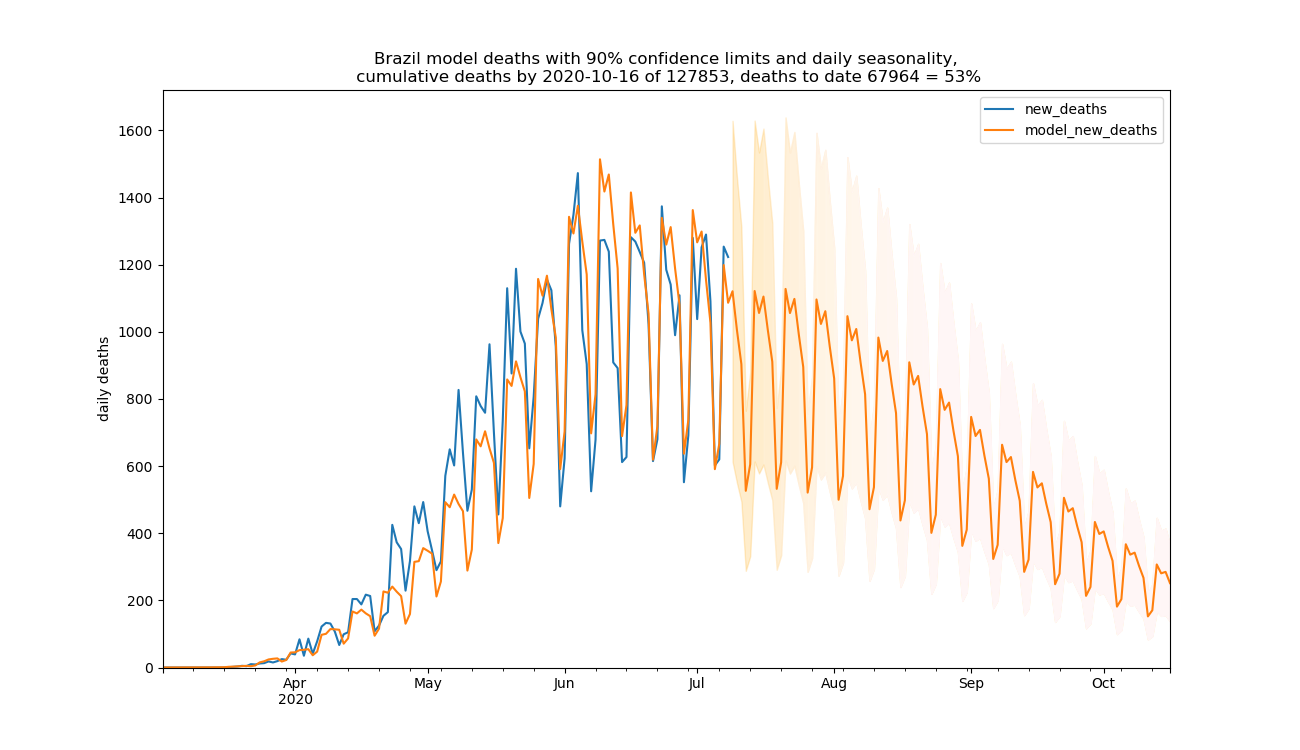 Brazil model deaths with 90% confidence limits and daily seasonality,
cumulative deaths by 2020-10-16 of 127853, deaths to date 67964 = 53%
new_deaths
model_new_deaths
daily deaths
1600
1400
1200
1000
800
600
400
200
0
Apr May Jun Jul Aug Sep Oct
2020